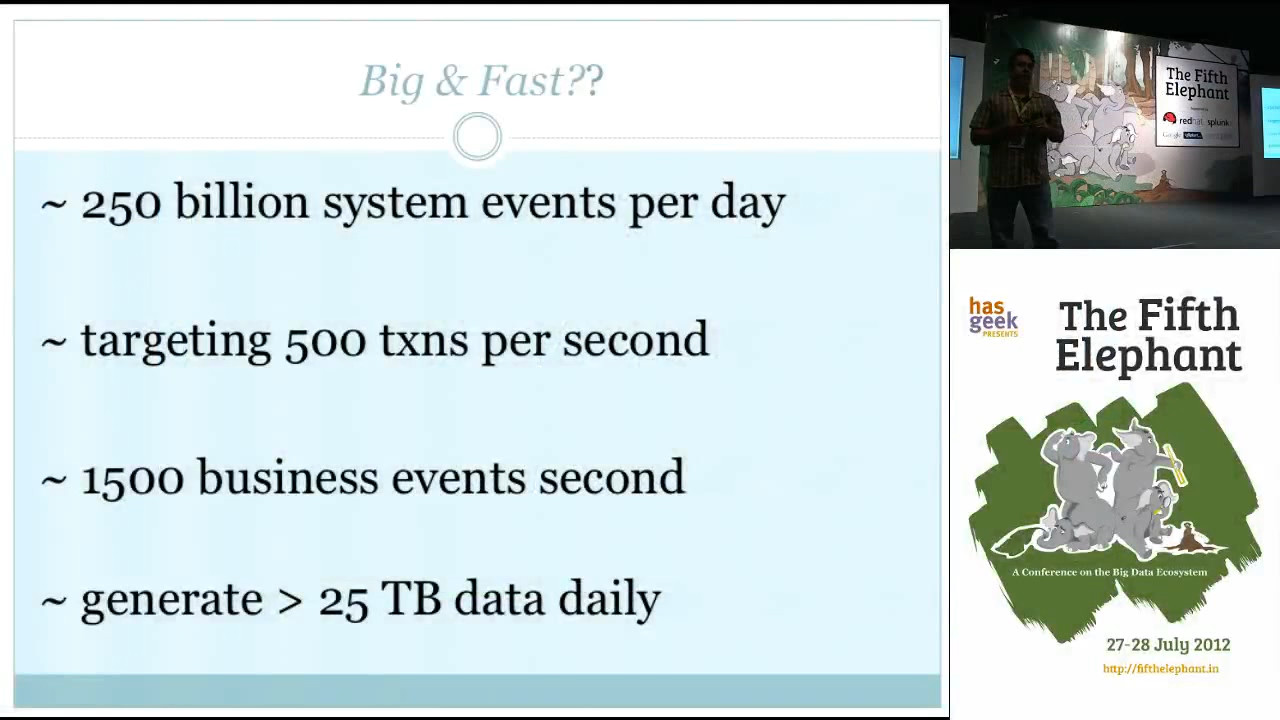 Big & Fast??
~ 250 billion system events per day
~ targeting 500 txns per second
~ 1500 business events second
~ generate > 25 TB data daily
The Fifth
Elephant
redhat. splunk>
has
geek
PRESENTS
The Fifth
Elephant
A Conference on the Big Data Ecosystem
27-28 July 2012
http://fifthelephant.in